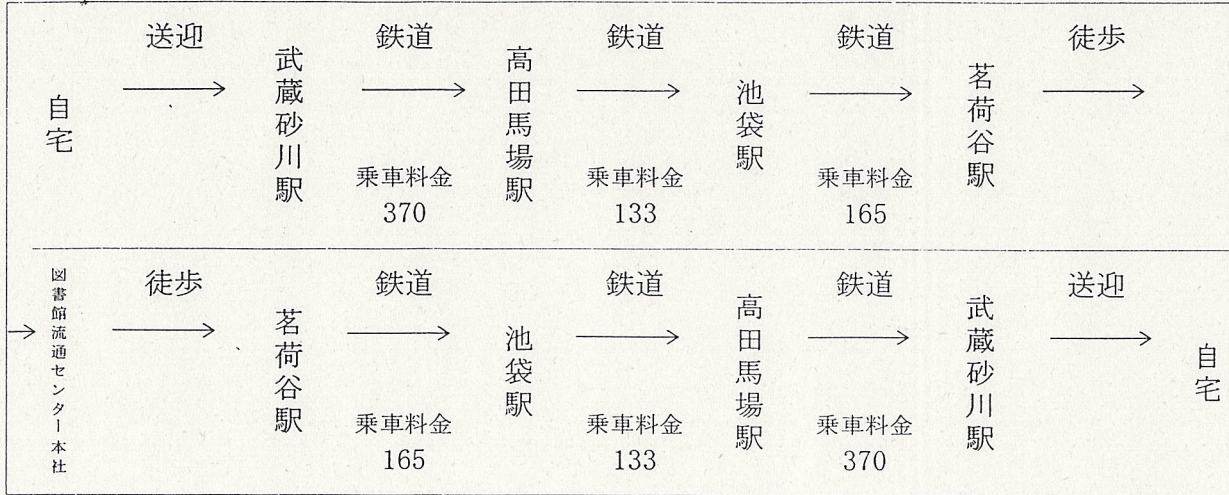 送迎
鉄道
鉄道
鉄道
徒歩
自宅
→
武蔵砂川駅
→
高田馬場駅
→
池袋駅
→
茗荷谷駅
→
乗車料金
乗車料金
乗車料金
370
133
165
徒歩
鉄道
鉄道
鉄道
送迎
→
図書館流通センター本社
→
茗荷谷駅
→
池袋駅
→
高田馬場駅
→
武蔵砂川駅
→
自宅
乗車料金
乗車料金
乗車料金
165
133
370